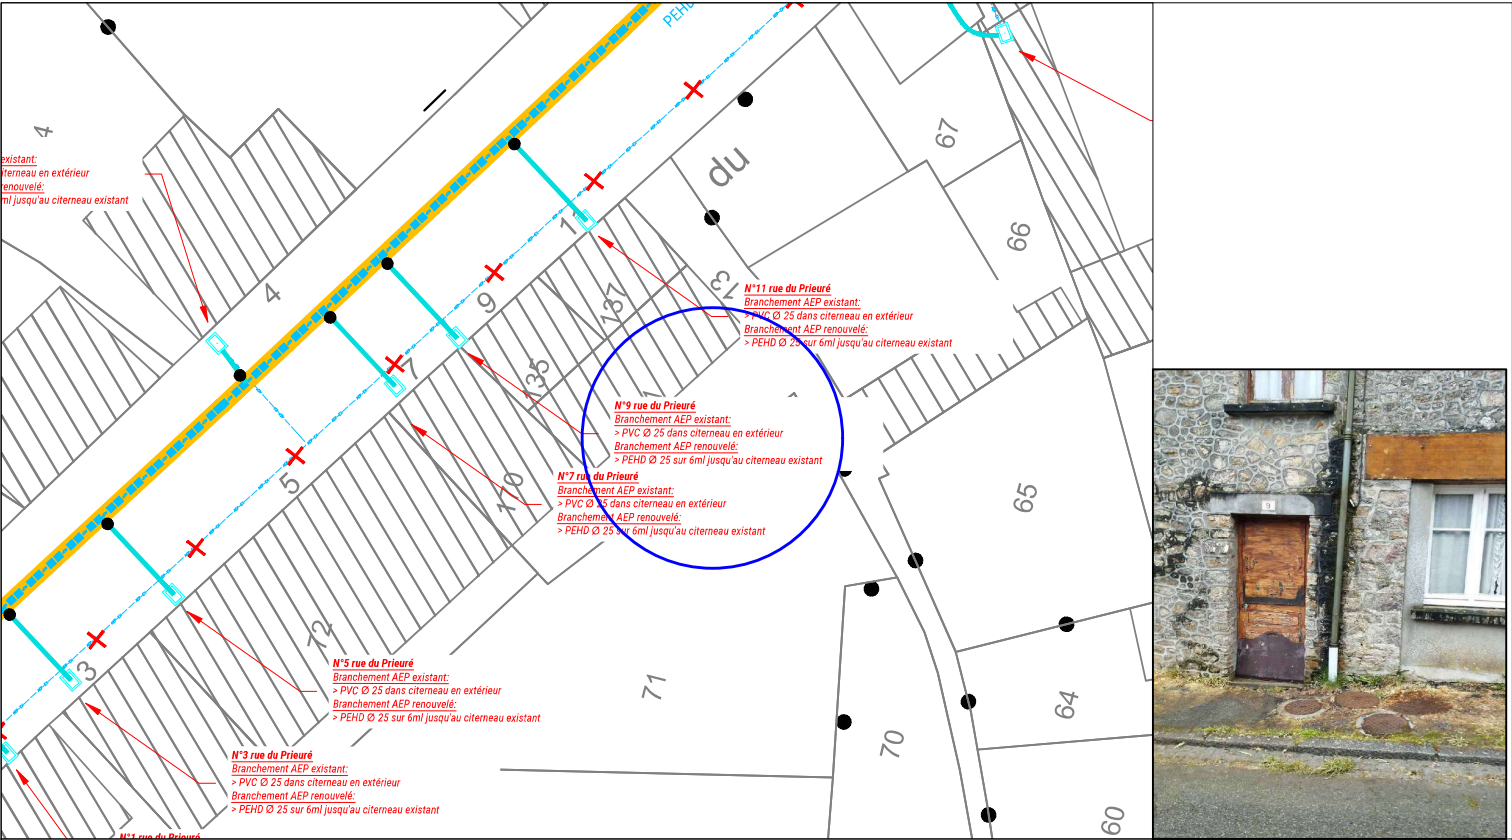 PEHD
4
existant:
citerneau en extérieur
renouvelé:
ml jusqu'au citerneau existant
67
du
66
4
13
N°11 rue du Prieuré
Branchement AEP existant:
> PVC Ø 25 dans citerneau en extérieur
Branchement AEP renouvelé:
> PEHD Ø 25 sur 6ml jusqu'au citerneau existant
9
137
7
135
N°9 rue du Prieuré
Branchement AEP existant:
> PVC Ø 25 dans citerneau en extérieur
Branchement AEP renouvelé:
> PEHD Ø 25 sur 6ml jusqu'au citerneau existant
5
110
N°7 rue du Prieuré
Branchement AEP existant:
> PVC Ø 25 dans citerneau en extérieur
Branchement AEP renouvelé:
> PEHD Ø 25 sur 6ml jusqu'au citerneau existant
65
9
72
3
N°5 rue du Prieuré
Branchement AEP existant:
> PVC Ø 25 dans citerneau en extérieur
Branchement AEP renouvelé:
> PEHD Ø 25 sur 6ml jusqu'au citerneau existant
71
64
70
N°3 rue du Prieuré
Branchement AEP existant:
> PVC Ø 25 dans citerneau en extérieur
Branchement AEP renouvelé:
> PEHD Ø 25 sur 6ml jusqu'au citerneau existant
60
N°1 rue du Prieuré